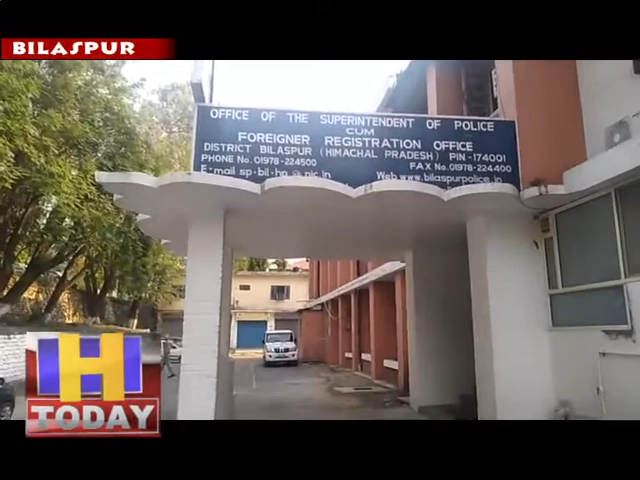 BILASPUR
OFFICE OF THE SUPERINTENDENT OF POLICE
CUM
FOREIGNER REGISTRATION OFFICE
DISTRICT BILASPUR (HIMACHAL PRADESH) PIN-174001
PHONE No. 01978-224500 FAX No. 01978-224400
E-mail sp-bil-hp@nic.in Web www.bilaspurpolice.in
H
TODAY